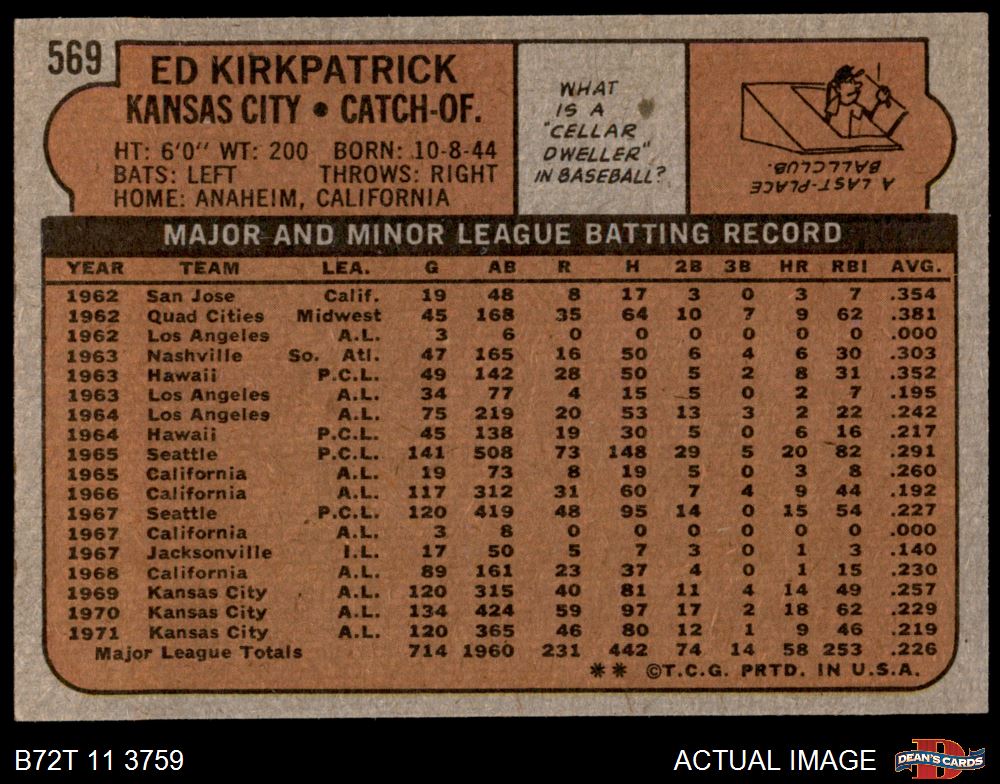 569
ED KIRKPATRICK
KANSAS CITY • CATCH-OF.
HT: 6'0" WT: 200 BORN: 10-8-44
BATS: LEFT THROWS: RIGHT
HOME: ANAHEIM, CALIFORNIA
WHAT
IS A
"CELLAR
DWELLER"
IN BASEBALL?
A LAST-PLACE
BALLCLUB.
MAJOR AND MINOR LEAGUE BATTING RECORD
YEAR TEAM LEA. G AB R H 2B 3B HR RBI AVG.
1962 San Jose Calif. 19 48 8 17 3 0 3 7 .354
1962 Quad Cities Midwest 45 168 35 64 10 7 9 62 .381
1962 Los Angeles A.L. 3 6 0 0 0 0 0 0 .000
1963 Nashville So. Atl. 47 165 16 50 6 4 6 30 .303
1963 Hawaii P.C.L. 49 142 28 50 5 2 8 31 .352
1963 Los Angeles A.L. 34 77 4 15 5 0 2 7 .195
1964 Los Angeles A.L. 75 219 20 53 13 3 2 22 .242
1964 Hawaii P.C.L. 45 138 19 30 5 0 6 16 .217
1965 Seattle P.C.L. 141 508 73 148 29 5 20 82 .291
1965 California A.L. 19 73 8 19 5 0 3 8 .260
1966 California A.L. 117 312 31 60 7 4 9 44 .192
1967 Seattle P.C.L. 120 419 48 95 14 0 15 54 .227
1967 California A.L. 3 8 0 0 0 0 0 0 .000
1967 Jacksonville I.L. 17 50 5 7 3 0 1 3 .140
1968 California A.L. 89 161 23 37 4 0 1 15 .230
1969 Kansas City A.L. 120 315 40 81 11 4 14 49 .257
1970 Kansas City A.L. 134 424 59 97 17 2 18 62 .229
1971 Kansas City A.L. 120 365 46 80 12 1 9 46 .219
Major League Totals 714 1960 231 442 74 14 58 253 .226
** ©T.C.G. PRTD. IN U.S.A.
B72T 11 3759
ACTUAL IMAGE
D
DEAN'S CARDS